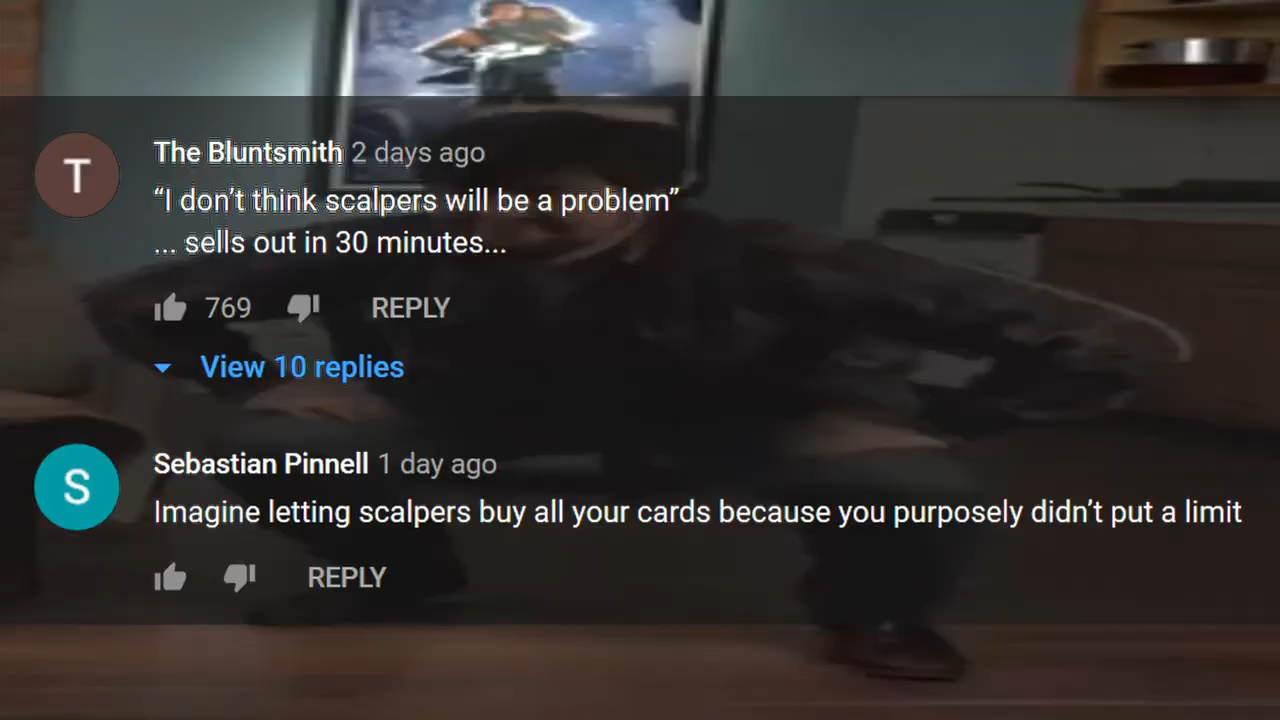 T
The Bluntsmith 2 days ago
“I don’t think scalpers will be a problem”
... sells out in 30 minutes...
769 REPLY
View 10 replies
S
Sebastian Pinnell 1 day ago
Imagine letting scalpers buy all your cards because you purposely didn’t put a limit
REPLY